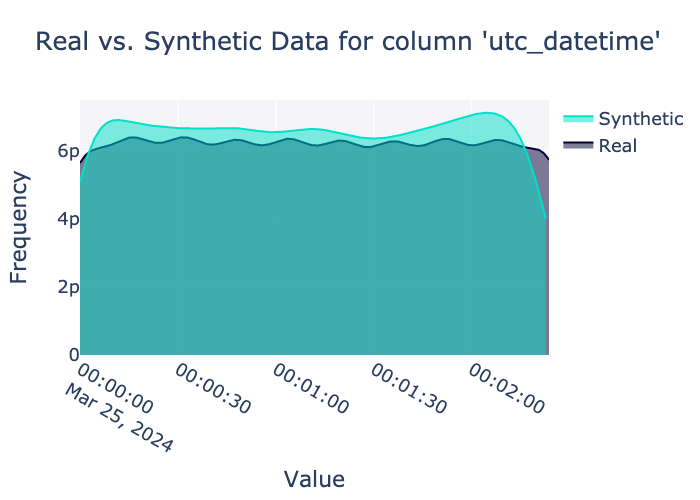 Real vs. Synthetic Data for column 'utc_datetime'
Synthetic
Real
Frequency
6p
4p
2p
0
00:00:00
Mar 25, 2024
00:00:30
00:01:00
00:01:30
00:02:00
Value